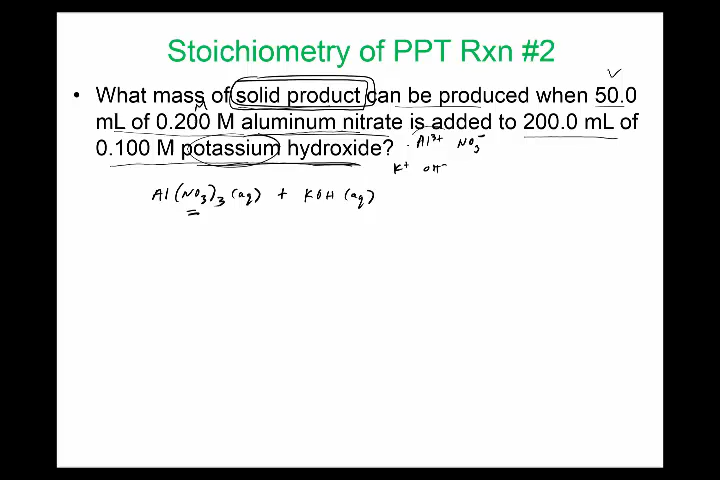 Stoichiometry of PPT Rxn #2
• What mass of solid product can be produced when 50.0
mL of 0.200 M aluminum nitrate is added to 200.0 mL of
0.100 M potassium hydroxide?
V
M
Al³⁺ NO₃⁻
K⁺ OH⁻
Al(NO₃)₃ (aq) + KOH (aq)